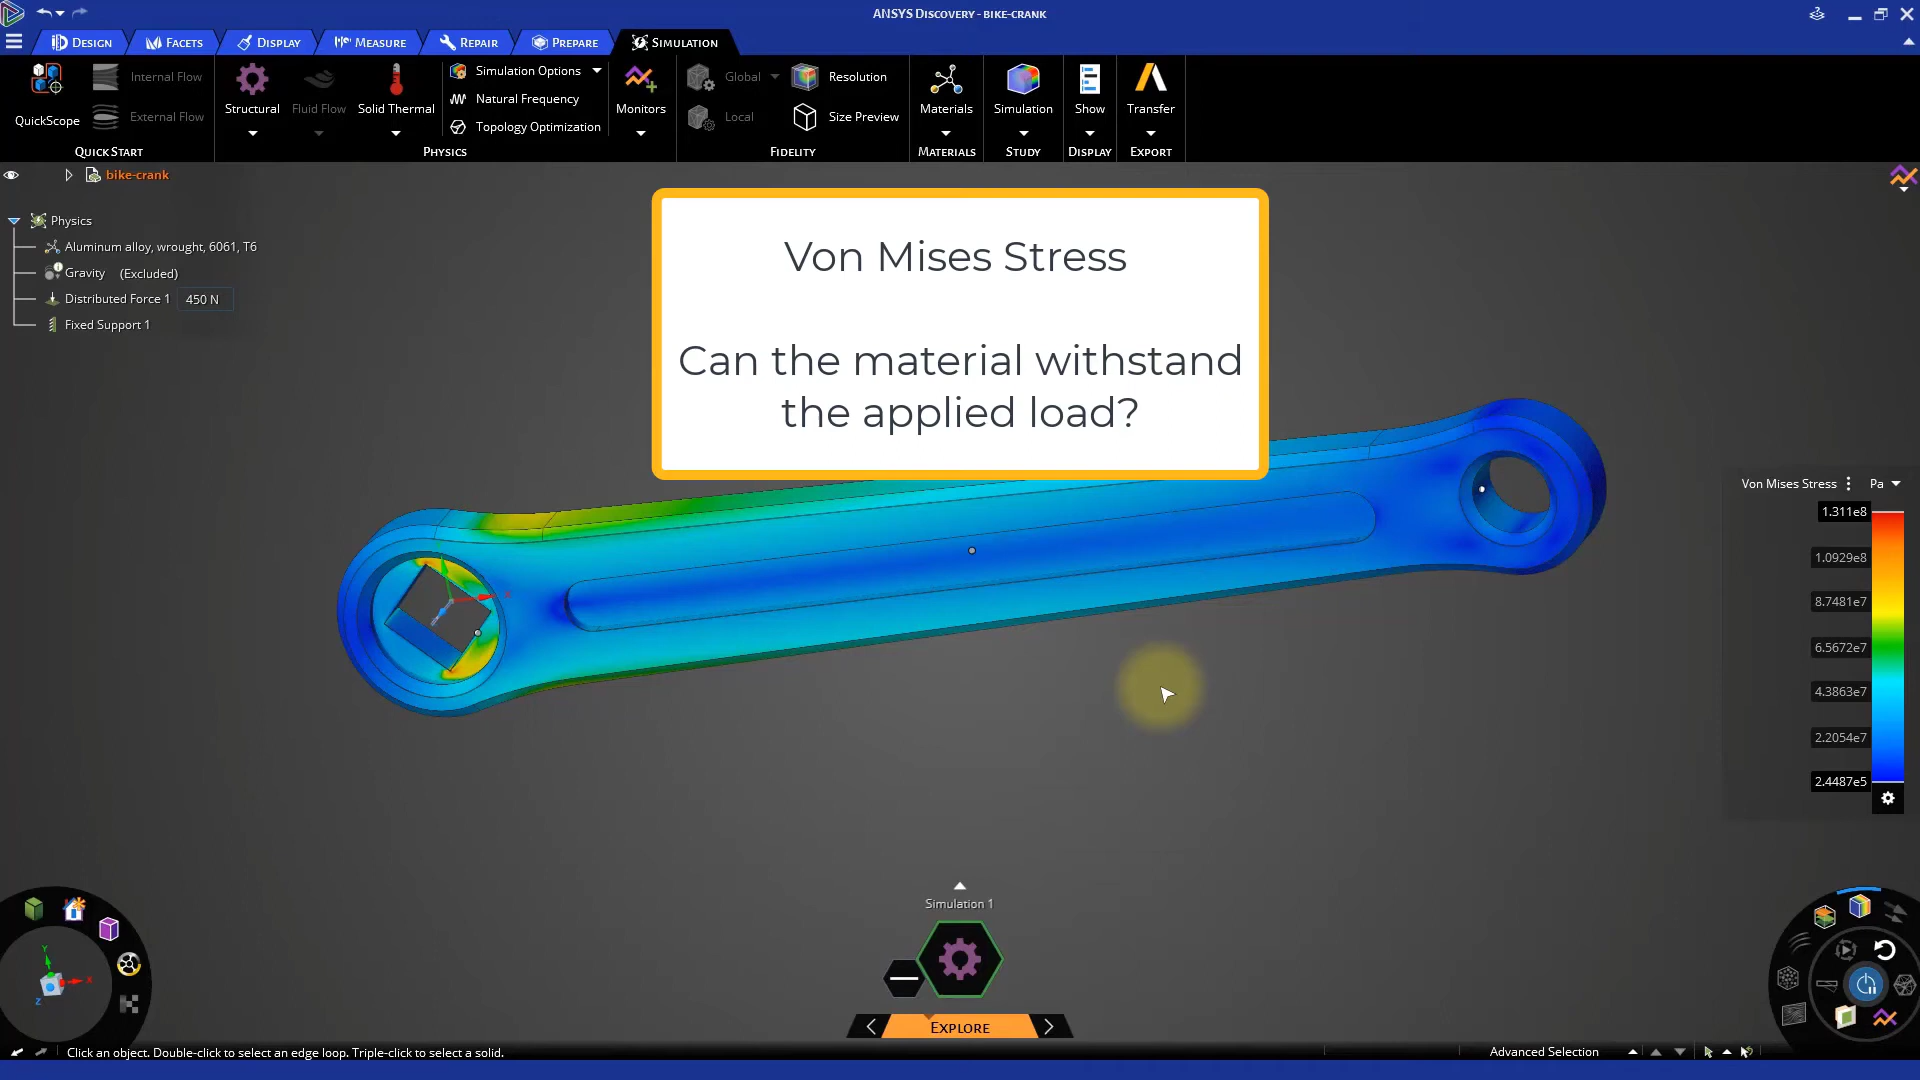 ANSYS Discovery - bike-crank
Design
Facets
Display
Measure
Repair
Prepare
Simulation
QuickScope
Internal Flow
External Flow
Quick Start
Structural
Fluid Flow
Solid Thermal
Simulation Options
Natural Frequency
Topology Optimization
Physics
Monitors
Global
Local
Resolution
Size Preview
Fidelity
Materials
Materials
Simulation
Study
Show
Display
Transfer
Export
bike-crank
Physics
Aluminum alloy, wrought, 6061, T6
Gravity (Excluded)
Distributed Force 1 450 N
Fixed Support 1
Von Mises Stress
Can the material withstand
the applied load?
X
Von Mises Stress Pa
1.311e8
1.0929e8
8.7481e7
6.5672e7
4.3863e7
2.2054e7
2.4487e5
Simulation 1
Explore
Y
X
Z
Click an object. Double-click to select an edge loop. Triple-click to select a solid.
Advanced Selection